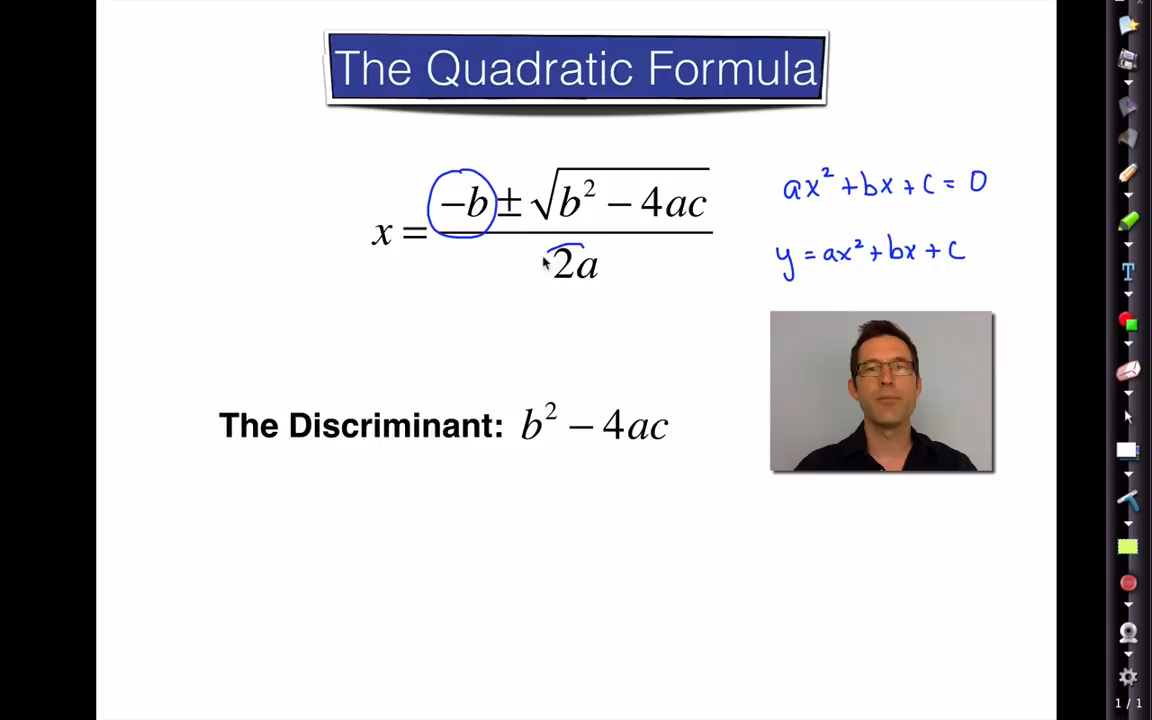 The Quadratic Formula
x = (−b ± √(b² − 4ac)) / 2a
ax² + bx + c = 0
y = ax² + bx + c
The Discriminant: b² − 4ac
T
1 / 1